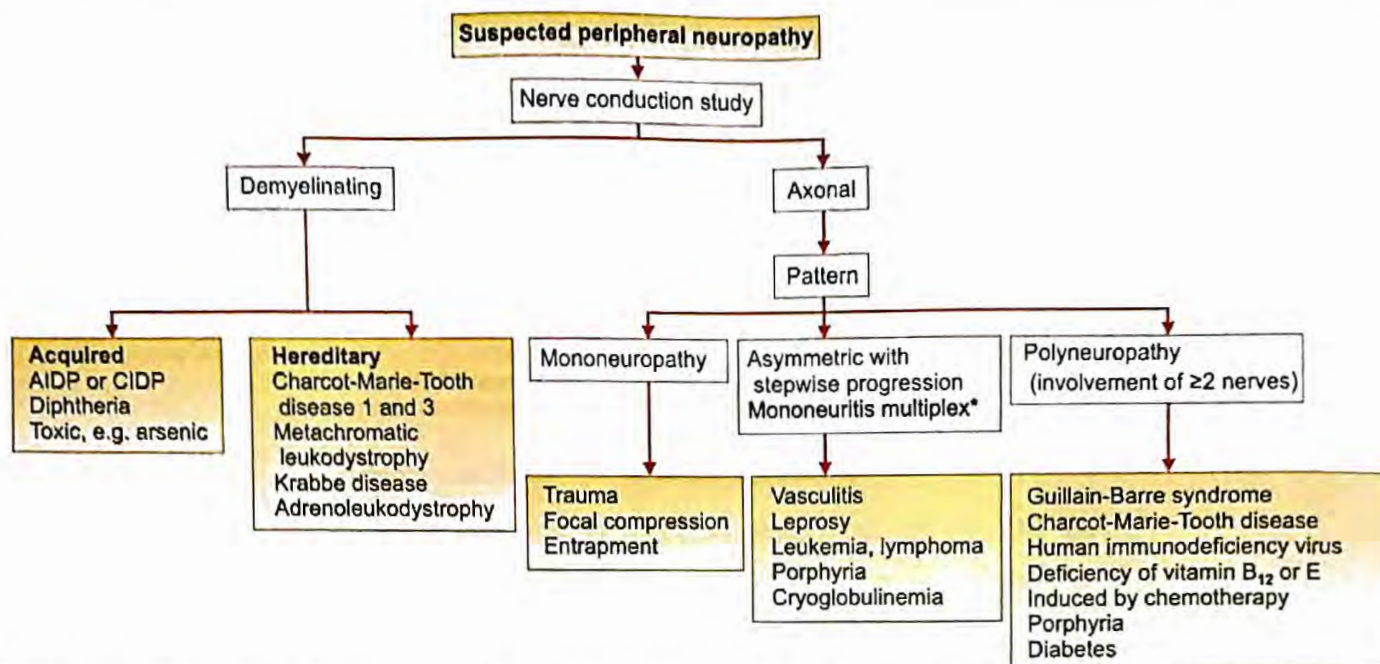 Suspected peripheral neuropathy
Nerve conduction study
Demyelinating
Axonal
Pattern
Acquired
AIDP or CIDP
Diphtheria
Toxic, e.g. arsenic
Hereditary
Charcot-Marie-Tooth
disease 1 and 3
Metachromatic
leukodystrophy
Krabbe disease
Adrenoleukodystrophy
Mononeuropathy
Asymmetric with
stepwise progression
Mononeuritis multiplex*
Polyneuropathy
(involvement of ≥2 nerves)
Trauma
Focal compression
Entrapment
Vasculitis
Leprosy
Leukemia, lymphoma
Porphyria
Cryoglobulinemia
Guillain-Barre syndrome
Charcot-Marie-Tooth disease
Human immunodeficiency virus
Deficiency of vitamin B₁₂ or E
Induced by chemotherapy
Porphyria
Diabetes